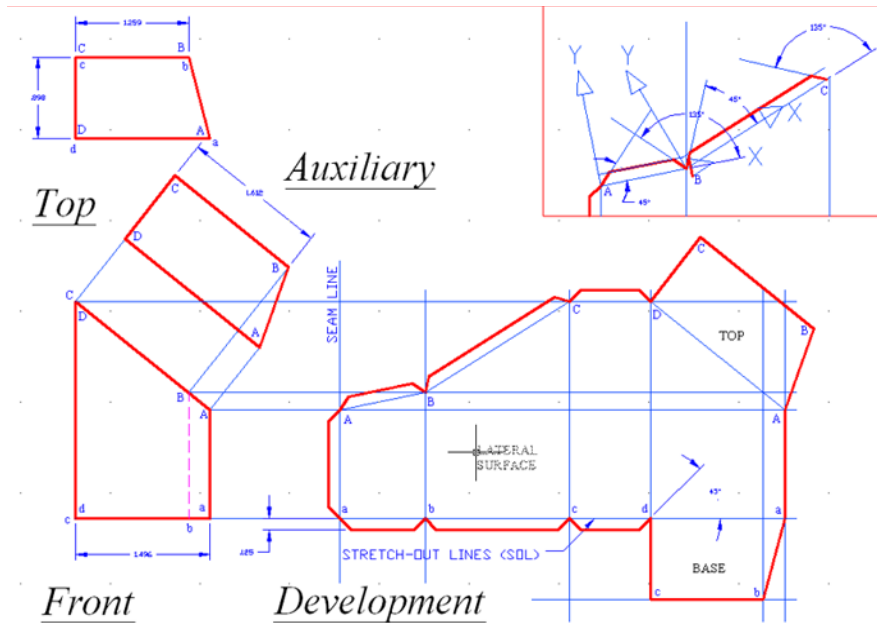 1.259
C B
c b
.898
D A
d a
Top
Auxiliary
1.612
C
D
B
A
C
D
B
A
d a
c
b
1.496
.125
Front
Y Y
135°
45°
135°
C
X
X
B
A
45°
SEAM LINE
C
C D
TOP
B
B
A A
LATERAL
SURFACE
45°
a b c d a
STRETCH-OUT LINES (SOL)
BASE
c b
Development